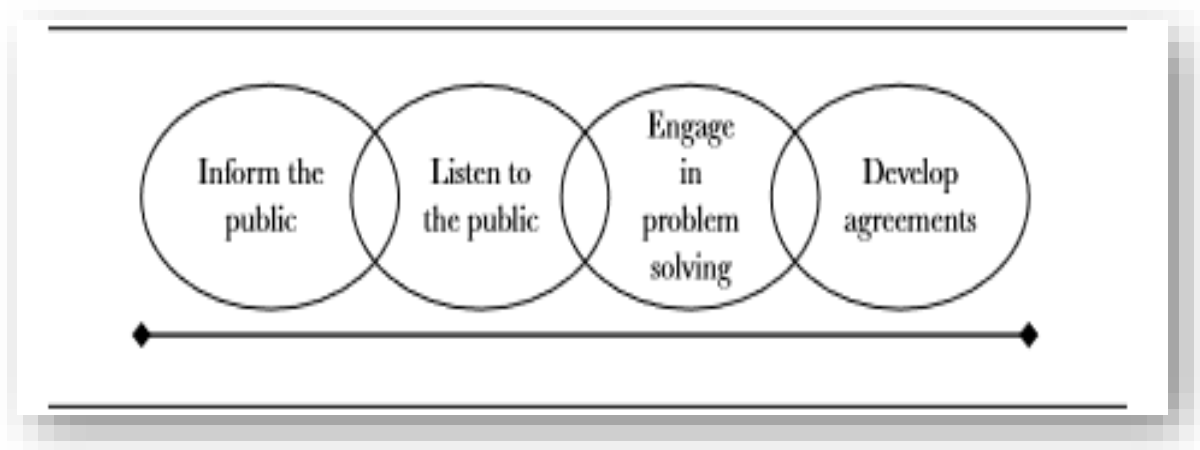 Inform the
public
Listen to
the public
Engage
in
problem
solving
Develop
agreements